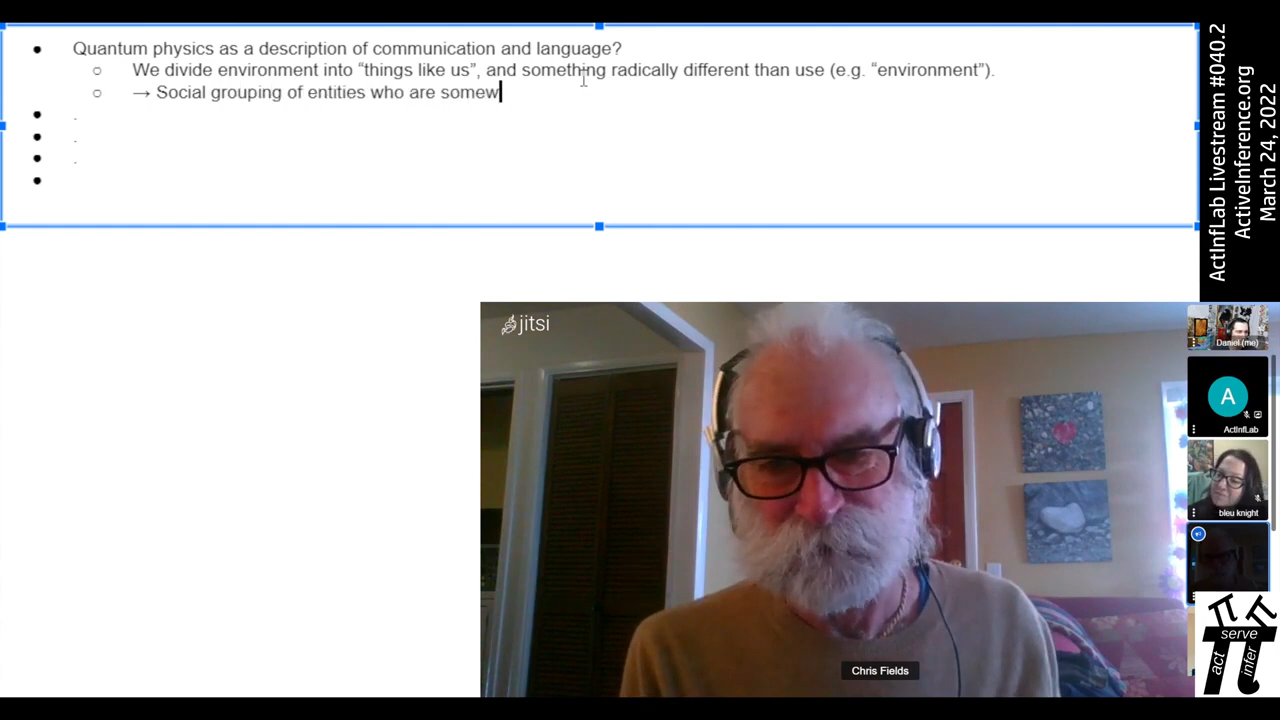 Quantum physics as a description of communication and language?
We divide environment into “things like us”, and something radically different than use (e.g. “environment”).
→ Social grouping of entities who are somew
.
.
.
ActInfLab Livestream #040.2
ActiveInference.org
March 24, 2022
jitsi
Daniel (me)
A
ActInfLab
bleu knight
Chris Fields
act
serve
infer